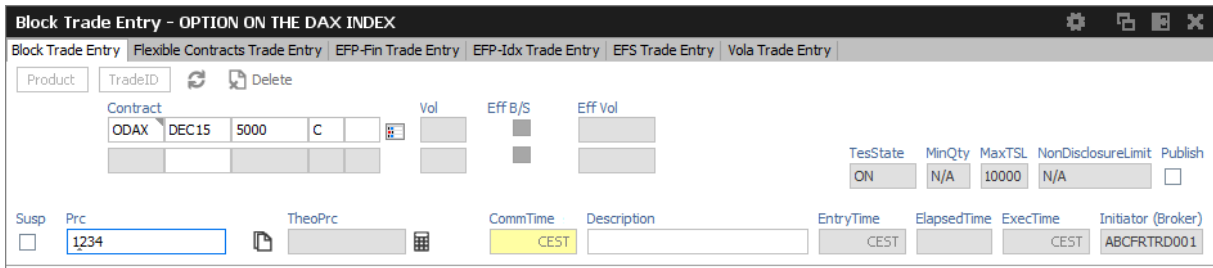 Block Trade Entry - OPTION ON THE DAX INDEX
Block Trade Entry Flexible Contracts Trade Entry EFP-Fin Trade Entry EFP-Idx Trade Entry EFS Trade Entry Vola Trade Entry
Product TradeID Delete
Contract Vol Eff B/S Eff Vol
ODAX DEC15 5000 C
TesState MinQty MaxTSL NonDisclosureLimit Publish
ON N/A 10000 N/A
Susp Prc TheoPrc CommTime Description EntryTime ElapsedTime ExecTime Initiator (Broker)
1234 CEST CEST CEST ABCFRTRD001